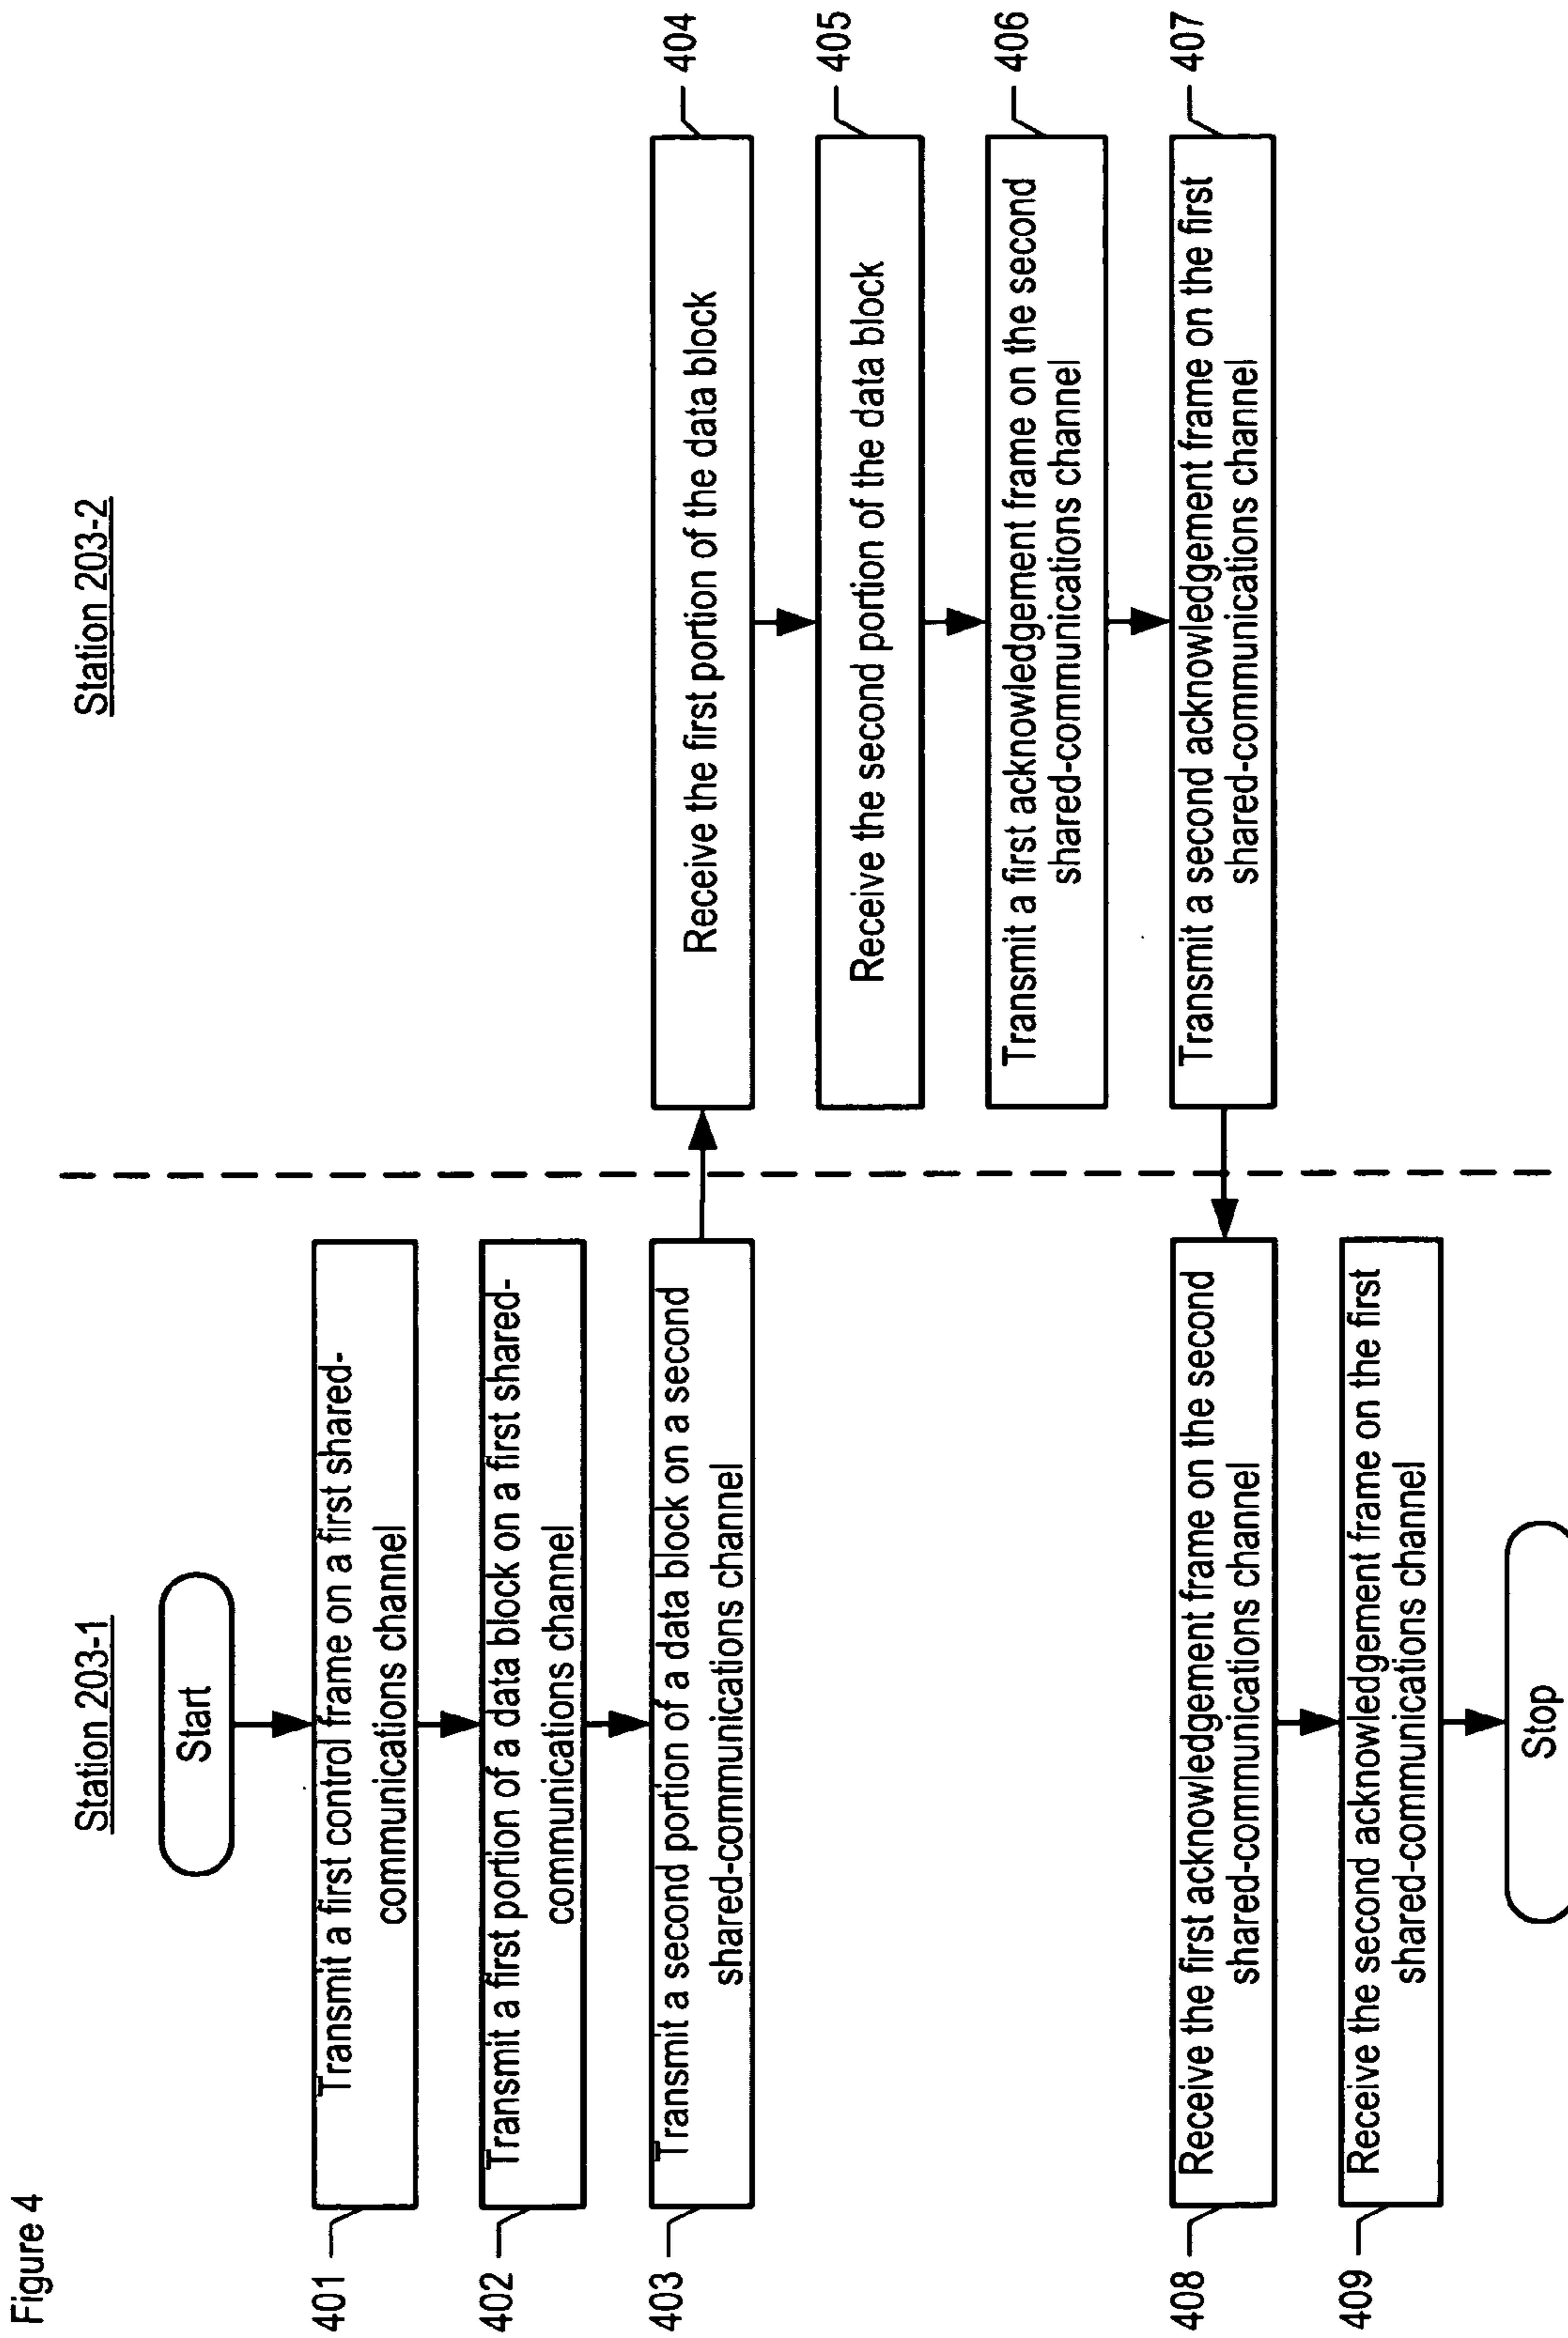 Figure 4
Station 203-1
Station 203-2
Start
401
Transmit a first control frame on a first shared-
communications channel
402
Transmit a first portion of a data block on a first shared-
communications channel
403
Transmit a second portion of a data block on a second
shared-communications channel
404
Receive the first portion of the data block
405
Receive the second portion of the data block
406
Transmit a first acknowledgement frame on the second
shared-communications channel
407
Transmit a second acknowledgement frame on the first
shared-communications channel
408
Receive the first acknowledgement frame on the second
shared-communications channel
409
Receive the second acknowledgement frame on the first
shared-communications channel
Stop